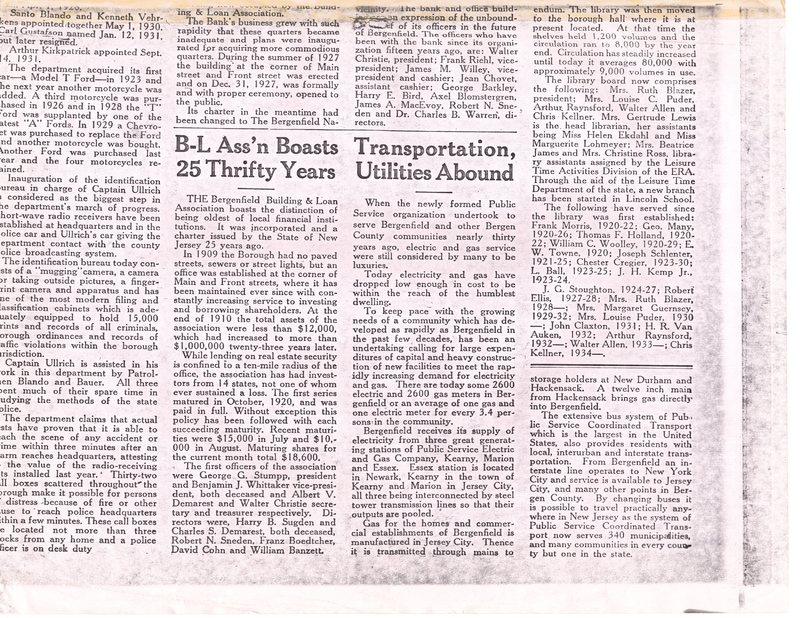 Santo Blando and Kenneth Vehr-
kens appointed together May 1, 1930.
Carl Gustafson named Jan. 12, 1931,
but later resigned.
Arthur Kirkpatrick appointed Sept.
14, 1931.
The department acquired its first
car—a Model T Ford—in 1923 and
the next year another motorcycle was
added. A third motorcycle was pur-
chased in 1926 and in 1928 the "T"
Ford was supplanted by one of the
latest "A" Fords. In 1929 a Chevro-
let was purchased to replace the Ford
and another motorcycle was bought.
Another Ford was purchased last
year and the four motorcycles re-
tained.
Inauguration of the identification
bureau in charge of Captain Ullrich
is considered as the biggest step in
the department's march of progress.
Short-wave radio receivers have been
established at headquarters and in the
police car and Ullrich's car giving the
department contact with the county
police broadcasting system.
The identification bureau today con-
sists of a "mugging" camera, a camera
for taking outside pictures, a finger-
print camera and apparatus and has
one of the most modern filing and
classification cabinets which is ade-
quately equipped to hold 15,000
prints and records of all criminals,
borough ordinances and records of
traffic violations within the borough
jurisdiction.
Captain Ullrich is assisted in his
work in this department by Patrol-
men Blando and Bauer. All three
spent much of their spare time in
studying the methods of the state
police.
The department claims that actual
tests have proven that it is able to
reach the scene of any accident or
crime within three minutes after an
alarm reaches headquarters, attesting
to the value of the radio-receiving
sets installed last year. Thirty-two
call boxes scattered throughout the
borough make it possible for persons
in distress because of fire or other
cause to reach police headquarters
within a few minutes. These call boxes
are located not more than three
blocks from any home and a police
officer is on desk duty
ing & Loan Association.
The Bank's business grew with such
rapidity that these quarters became
inadequate and plans were inaugu-
rated for acquiring more commodious
quarters. During the summer of 1927
the building at the corner of Main
street and Front street was erected
and on Dec. 31, 1927, was formally
and with proper ceremony, opened to
the public.
Its charter in the meantime had
been changed to The Bergenfield Na-
B-L Ass'n Boasts
25 Thrifty Years
THE Bergenfield Building & Loan
Association boasts the distinction of
being oldest of local financial insti-
tutions. It was incorporated and a
charter issued by the State of New
Jersey 25 years ago.
In 1909 the Borough had no paved
streets, sewers or street lights, but an
office was established at the corner of
Main and Front streets, where it has
been maintained ever since with con-
stantly increasing service to investing
and borrowing shareholders. At the
end of 1910 the total assets of the
association were less than $12,000,
which had increased to more than
$1,000,000 twenty-three years later.
While lending on real estate security
is confined to a ten-mile radius of the
office, the association has had invest-
ors from 14 states, not one of whom
ever sustained a loss. The first series
matured in October, 1920, and was
paid in full. Without exception this
policy has been followed with each
succeeding maturity. Recent maturi-
ties were $15,000 in July and $10,-
000 in August. Maturing shares for
the current month total $18,600.
The first officers of the association
were George G. Stumpp, president
and Benjamin J. Whittaker vice-presi-
dent, both deceased and Albert V.
Demarest and Walter Christie secre-
tary and treasurer respectively. Di-
rectors were, Harry B. Sugden and
Charles S. Demarest, both deceased,
Robert N. Sneden, Franz Boedtcher,
David Cohn and William Banzett.
vicinity. The bank and office build-
expression of the unbound-
of its officers in the future
of Bergenfield. The officers who have
been with the bank since its organ-
ization fifteen years ago, are: Walter
Christie, president; Frank Riehl, vice-
president; James M. Willey, vice-
president and cashier; Jean Chovet,
assistant cashier; George Barkley,
Harry E. Bird, Axel Blomstergren,
James A. MacEvoy, Robert N. Sne-
den and Dr. Charles B. Warren, di-
rectors.
Transportation,
Utilities Abound
When the newly formed Public
Service organization undertook to
serve Bergenfield and other Bergen
County communities nearly thirty
years ago, electric and gas service
were still considered by many to be
luxuries.
Today electricity and gas have
dropped low enough in cost to be
within the reach of the humblest
dwelling.
To keep pace with the growing
needs of a community which has de-
veloped as rapidly as Bergenfield in
the past few decades, has been an
undertaking calling for large expen-
ditures of capital and heavy construc-
tion of new facilities to meet the rap-
idly increasing demand for electricity
and gas. There are today some 2600
electric and 2600 gas meters in Ber-
genfield or an average of one gas and
one electric meter for every 3.4 per-
sons in the community.
Bergenfield receives its supply of
electricity from three great generat-
ing stations of Public Service Electric
and Gas Company, Kearny, Marion
and Essex. Essex station is located
in Newark, Kearny in the town of
Kearny and Marion in Jersey City,
all three being interconnected by steel
tower transmission lines so that their
outputs are pooled.
Gas for the homes and commer-
cial establishments of Bergenfield is
manufactured in Jersey City. Thence
it is transmitted through mains to
endum. The library was then moved
to the borough hall where it is at
present located. At that time the
shelves held 1,200 volumes and the
circulation ran to 8,000 by the year
end. Circulation has steadily increased
until today it averages 80,000 with
approximately 9,000 volumes in use.
The library board now comprises
the following: Mrs. Ruth Blazer,
president; Mrs. Louise C. Puder,
Arthur Raynsford, Walter Allen and
Chris Kellner. Mrs. Gertrude Lewis
is the head librarian, her assistants
being Miss Helen Ekdahl and Miss
Marguerite Lohmeyer; Mrs. Beatrice
James and Mrs. Christine Ross, libra-
ry assistants assigned by the Leisure
Time Activities Division of the ERA.
Through the aid of the Leisure Time
Department of the state, a new branch
has been started in Lincoln School.
The following have served since
the library was first established:
Frank Morris, 1920-22; Geo. Many,
1920-26; Thomas F. Holland, 1920-
22; William C. Woolley, 1920-29; E.
W. Towne, 1920; Joseph Schlenter,
1921-25; Chester Gregier, 1923-30;
L. Ball, 1923-25; J. H. Kemp Jr.,
1923-24.
J. G. Stoughton, 1924-27; Robert
Ellis, 1927-28; Mrs. Ruth Blazer,
1928—; Mrs. Margaret Guernsey,
1929-32; Mrs. Louise Puder, 1930
—; John Claxton, 1931; H. R. Van
Auken, 1932; Arthur Raynsford,
1932—; Walter Allen, 1933—; Chris
Kellner, 1934—.
storage holders at New Durham and
Hackensack. A twelve inch main
from Hackensack brings gas directly
into Bergenfield.
The extensive bus system of Pub-
lic Service Coordinated Transport
which is the largest in the United
States, also provides residents with
local, interurban and interstate trans-
portation. From Bergenfield an in-
terstate line operates to New York
City and service is available to Jersey
City, and many other points in Ber-
gen County. By changing buses it
is possible to travel practically any-
where in New Jersey as the system of
Public Service Coordinated Trans-
port now serves 340 municipalities,
and many communities in every coun-
ty but one in the state.